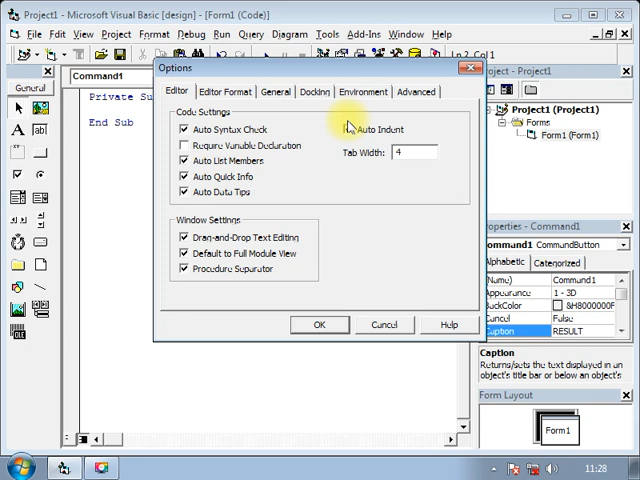 Project1 - Microsoft Visual Basic [design] - [Form1 (Code)]
File Edit View Project Format Debug Run Query Diagram Tools Add-Ins Window Help
Ln 2, Col 1
General
Command1
Private Su
End Sub
Options
Editor Editor Format General Docking Environment Advanced
Code Settings
Auto Syntax Check
Require Variable Declaration
Auto List Members
Auto Quick Info
Auto Data Tips
Auto Indent
Tab Width: 4
Window Settings
Drag-and-Drop Text Editing
Default to Full Module View
Procedure Separator
OK Cancel Help
Project - Project1
Project1 (Project1)
Forms
Form1 (Form1)
Properties - Command1
Command1 CommandButton
Alphabetic Categorized
(Name) Command1
Appearance 1 - 3D
BackColor &H8000000F
Cancel False
Caption RESULT
Caption
Returns/sets the text displayed in an object's title bar or below an object's
Form Layout
Form1
11:28